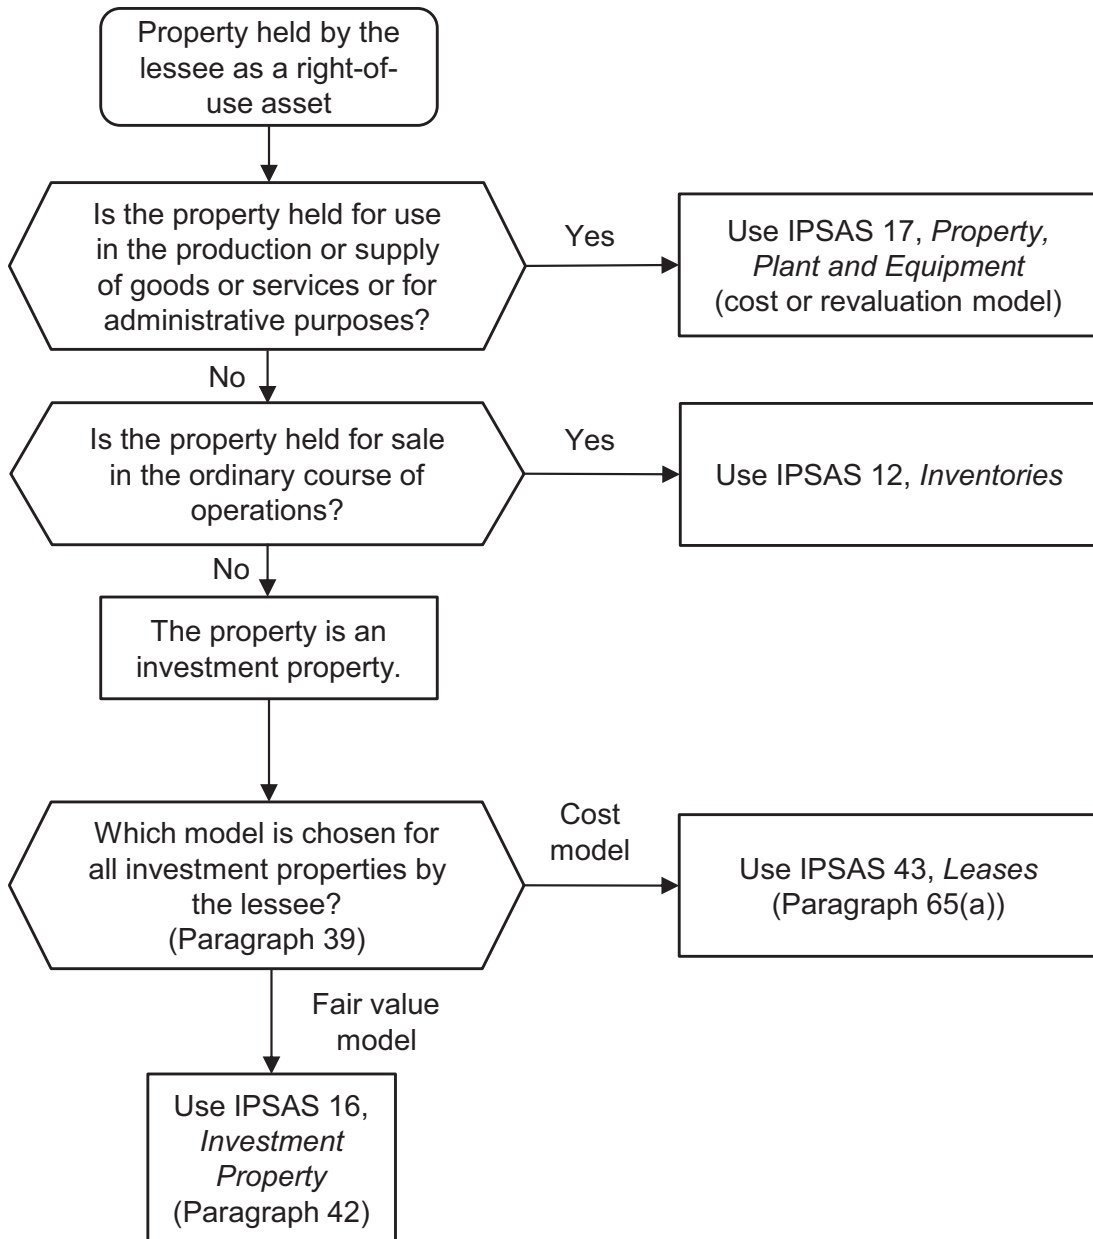 Property held by the
lessee as a right-of-
use asset
Is the property held for use
in the production or supply
of goods or services or for
administrative purposes?
Yes
Use IPSAS 17, Property,
Plant and Equipment
(cost or revaluation model)
No
Is the property held for sale
in the ordinary course of
operations?
Yes
Use IPSAS 12, Inventories
No
The property is an
investment property.
Which model is chosen for
all investment properties by
the lessee?
(Paragraph 39)
Cost
model
Use IPSAS 43, Leases
(Paragraph 65(a))
Fair value
model
Use IPSAS 16,
Investment
Property
(Paragraph 42)